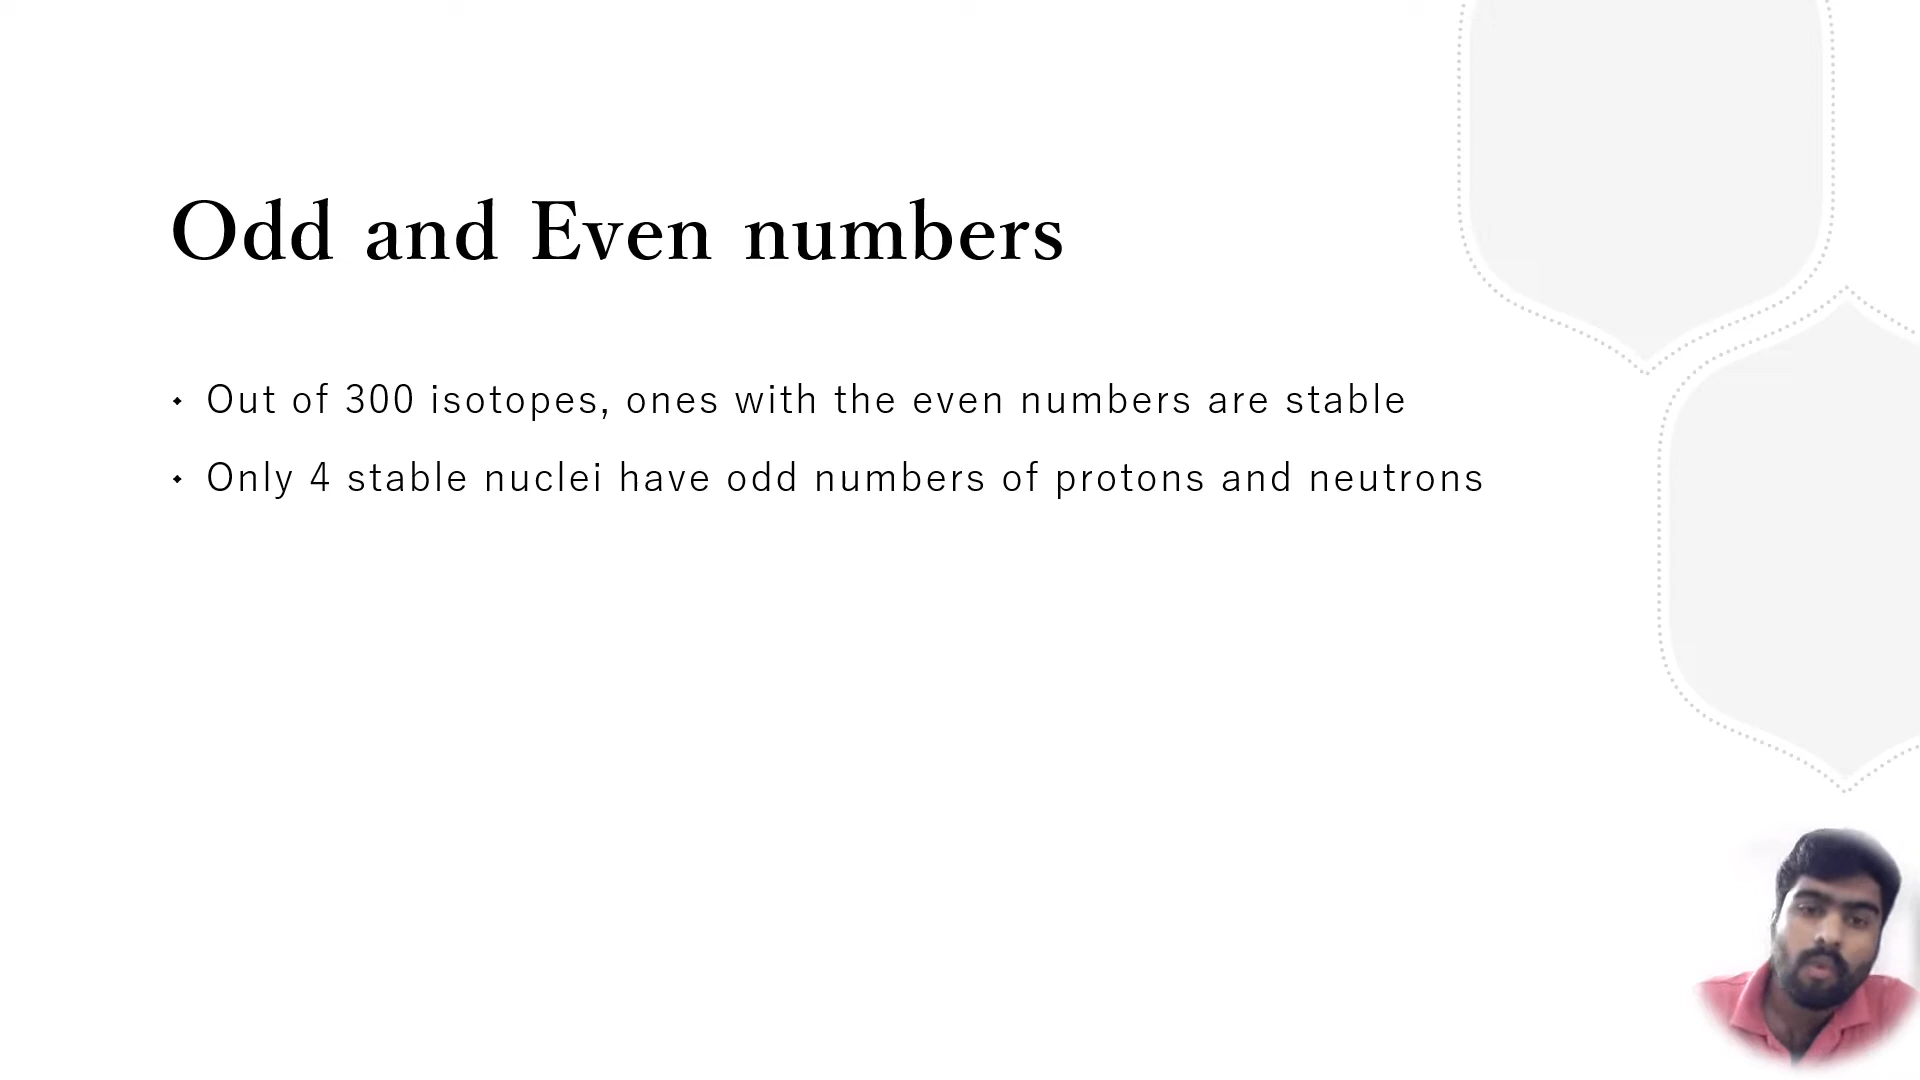 Odd and Even numbers
• Out of 300 isotopes, ones with the even numbers are stable
• Only 4 stable nuclei have odd numbers of protons and neutrons